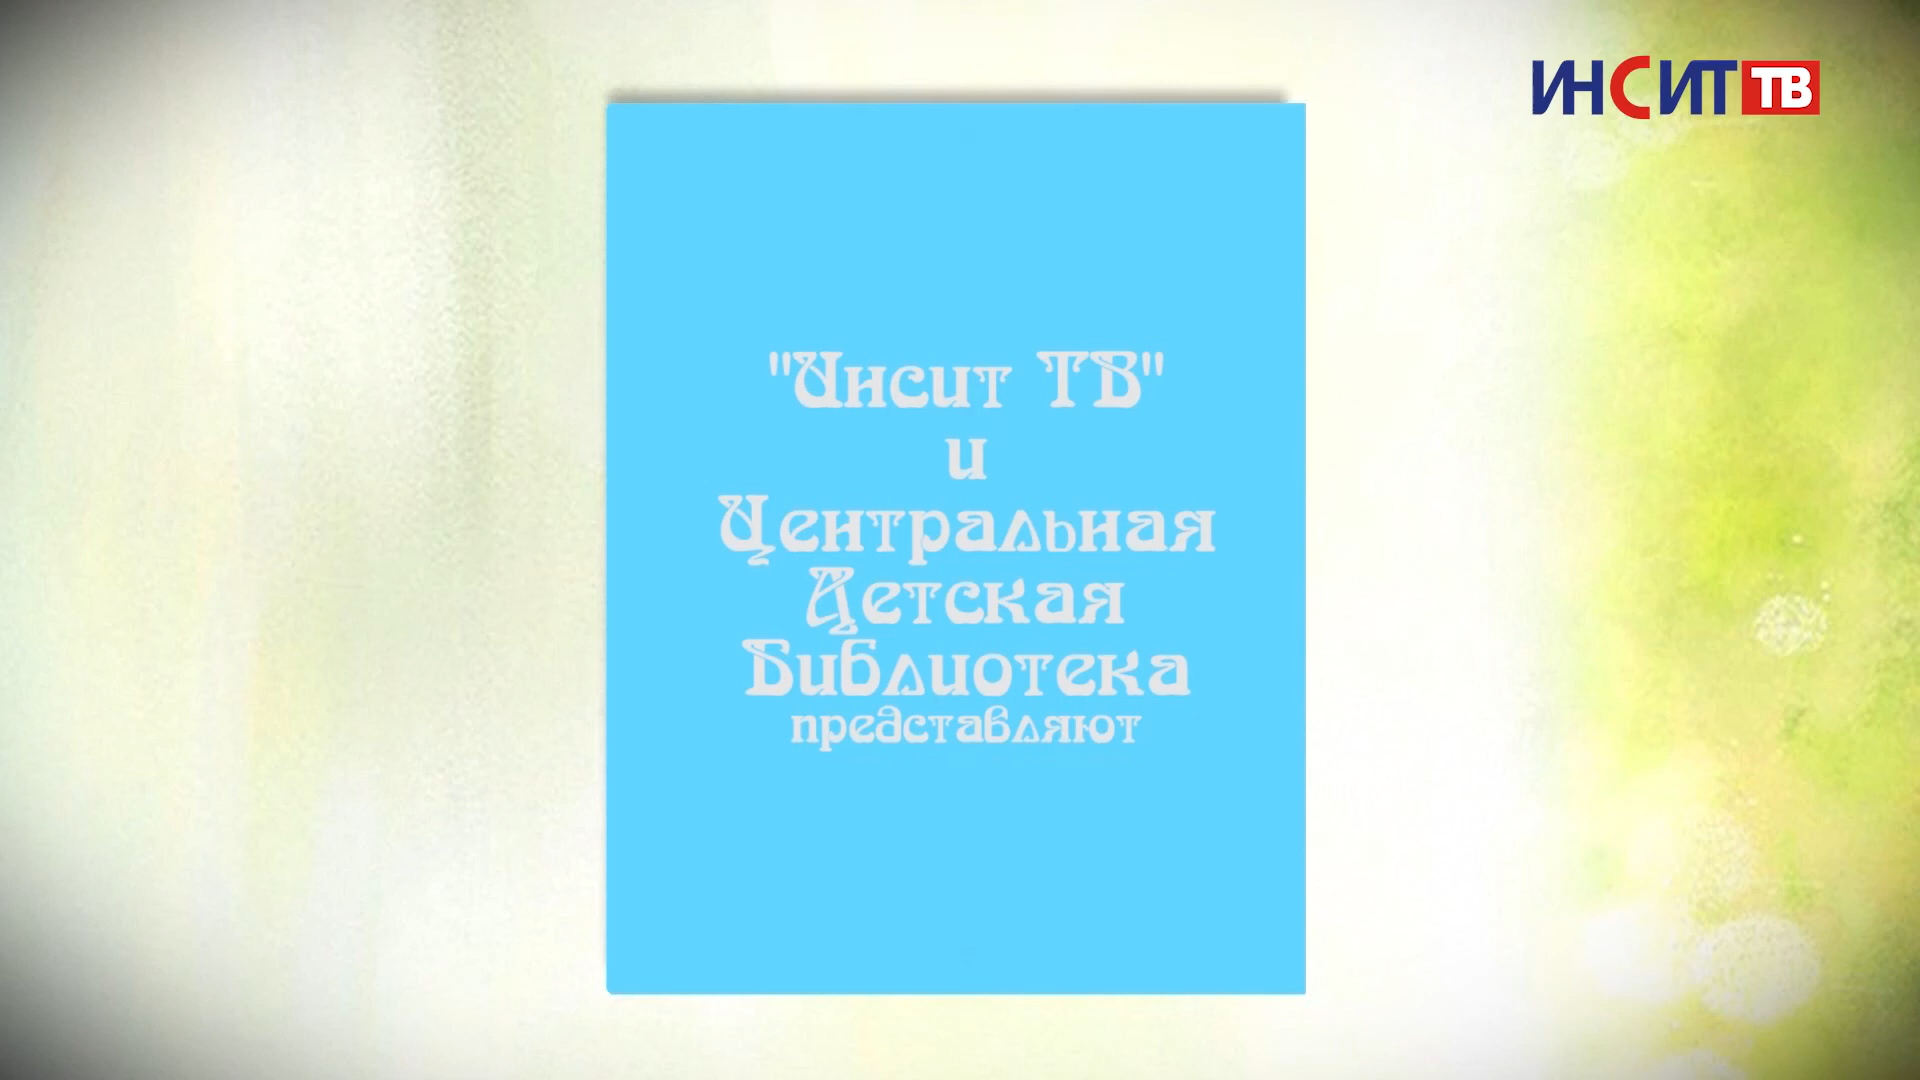 ИНСИТ ТВ
"Инсит ТВ"
и
Центральная
Детская
Библиотека
представляют